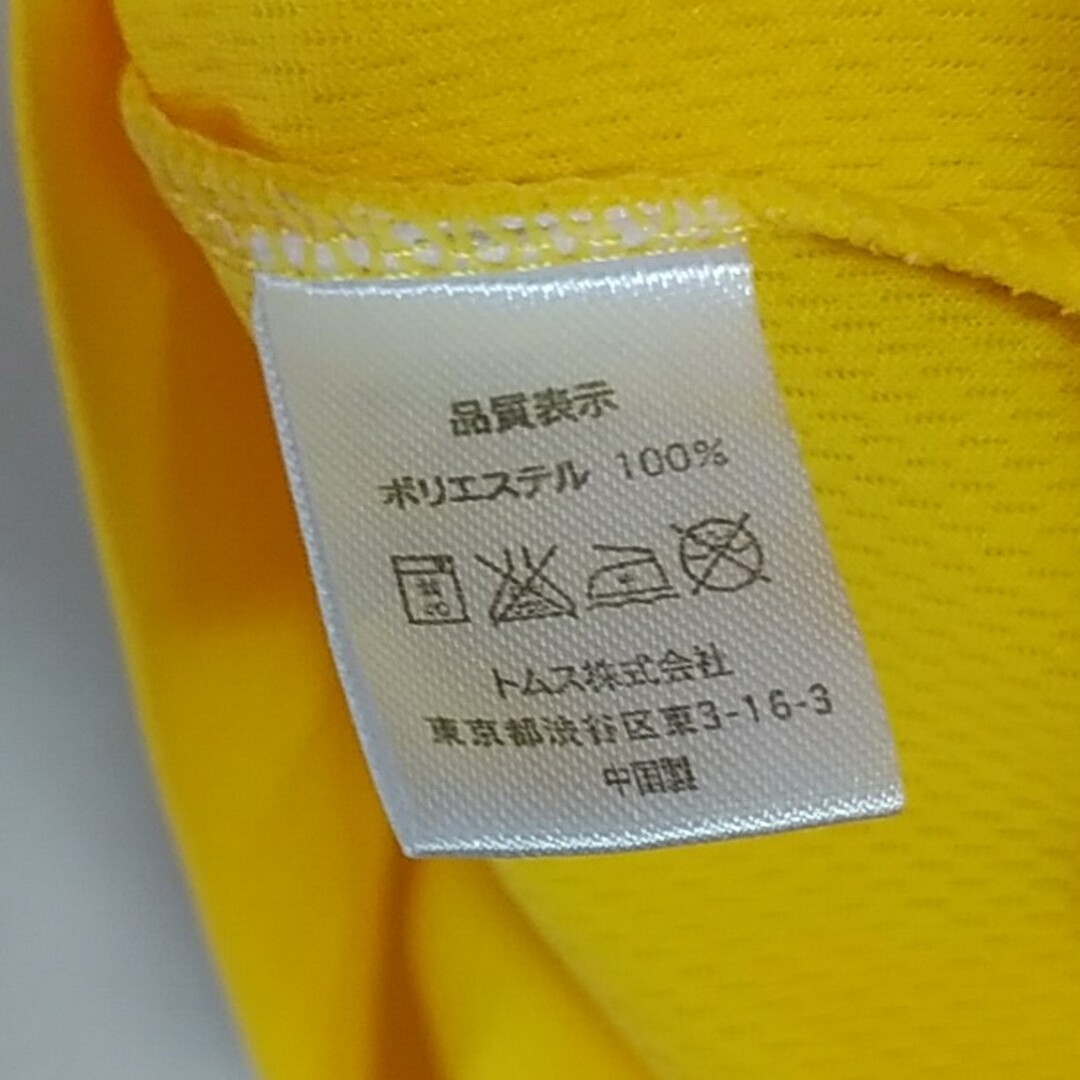 品質表示
ポリエステル 100%
トムス株式会社
東京都渋谷区東3-16-3
中国製